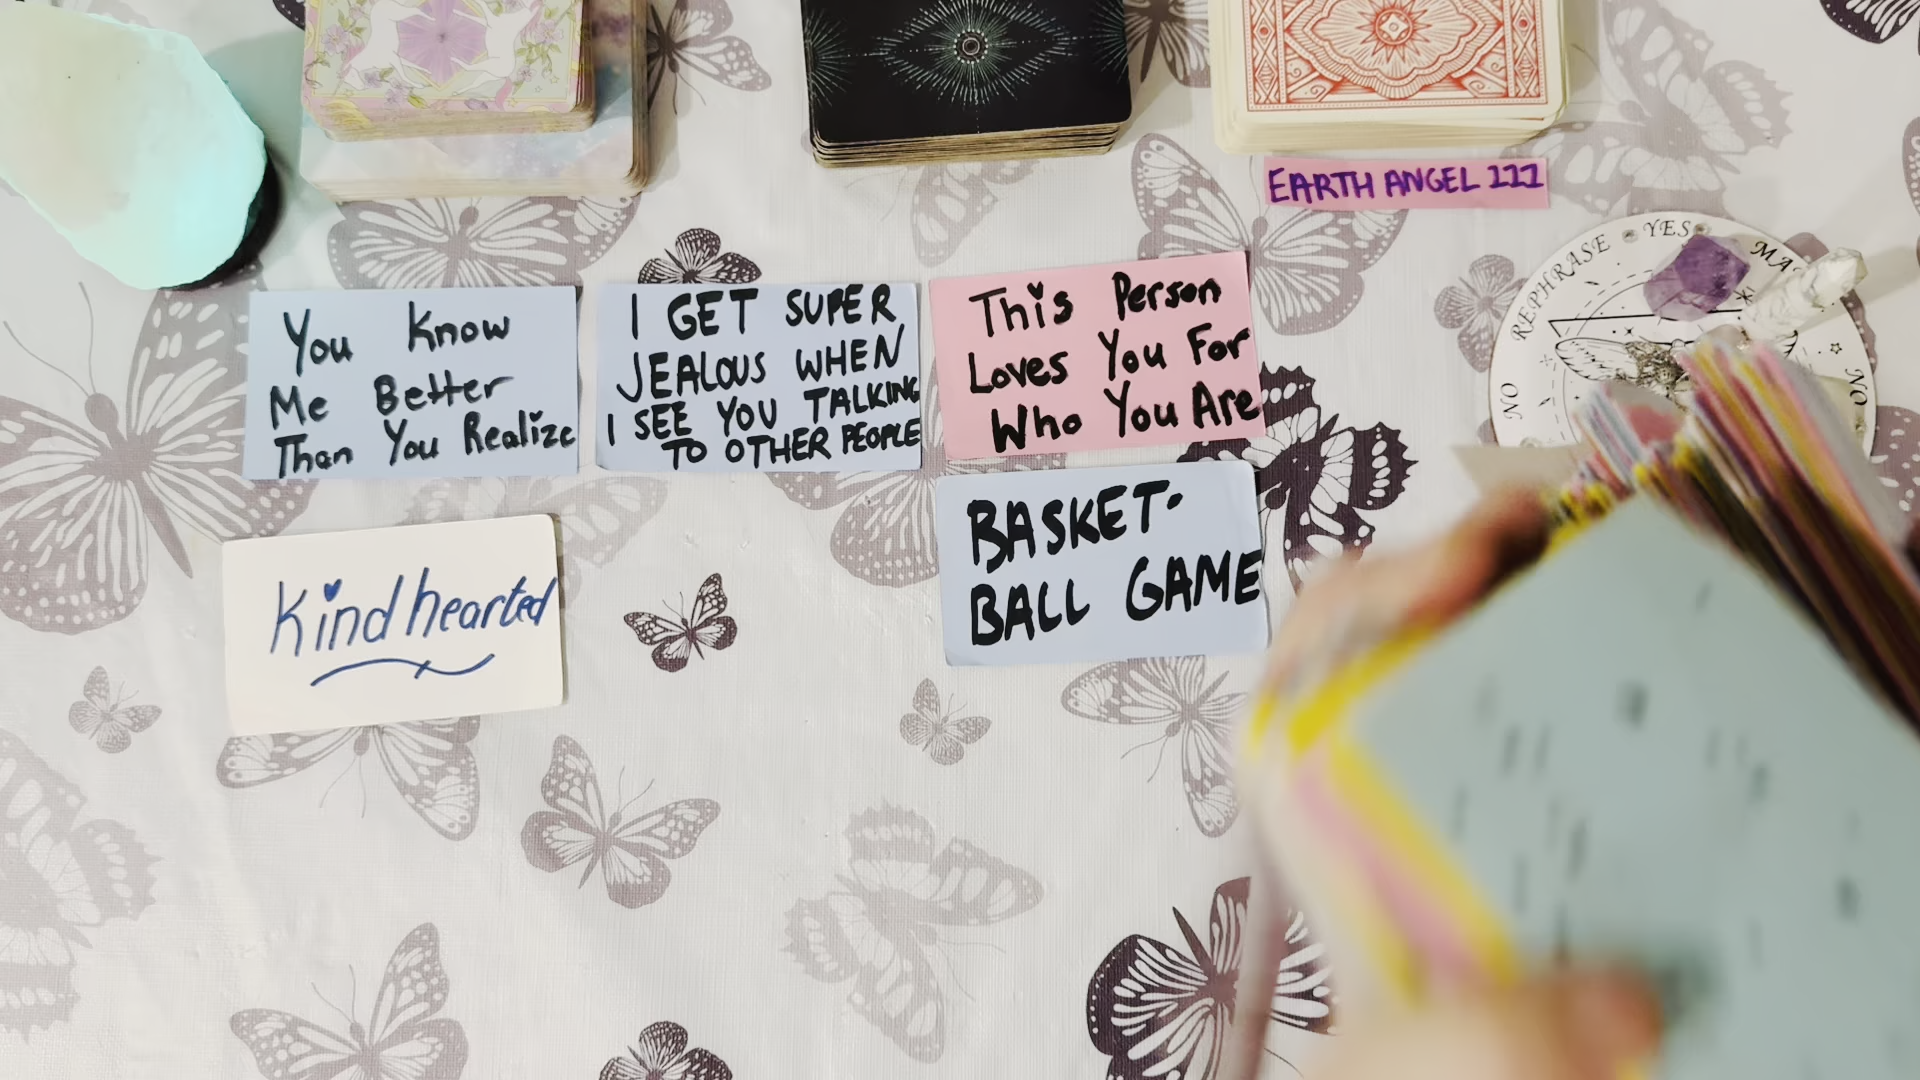 EARTH ANGEL 111
REPHRASE YES
NO
NO
You Know
Me Better
Than You Realize
I GET SUPER
JEALOUS WHEN
I SEE YOU TALKING
TO OTHER PEOPLE
This Person
Loves You For
Who You Are
BASKET-
BALL GAME
Kindhearted